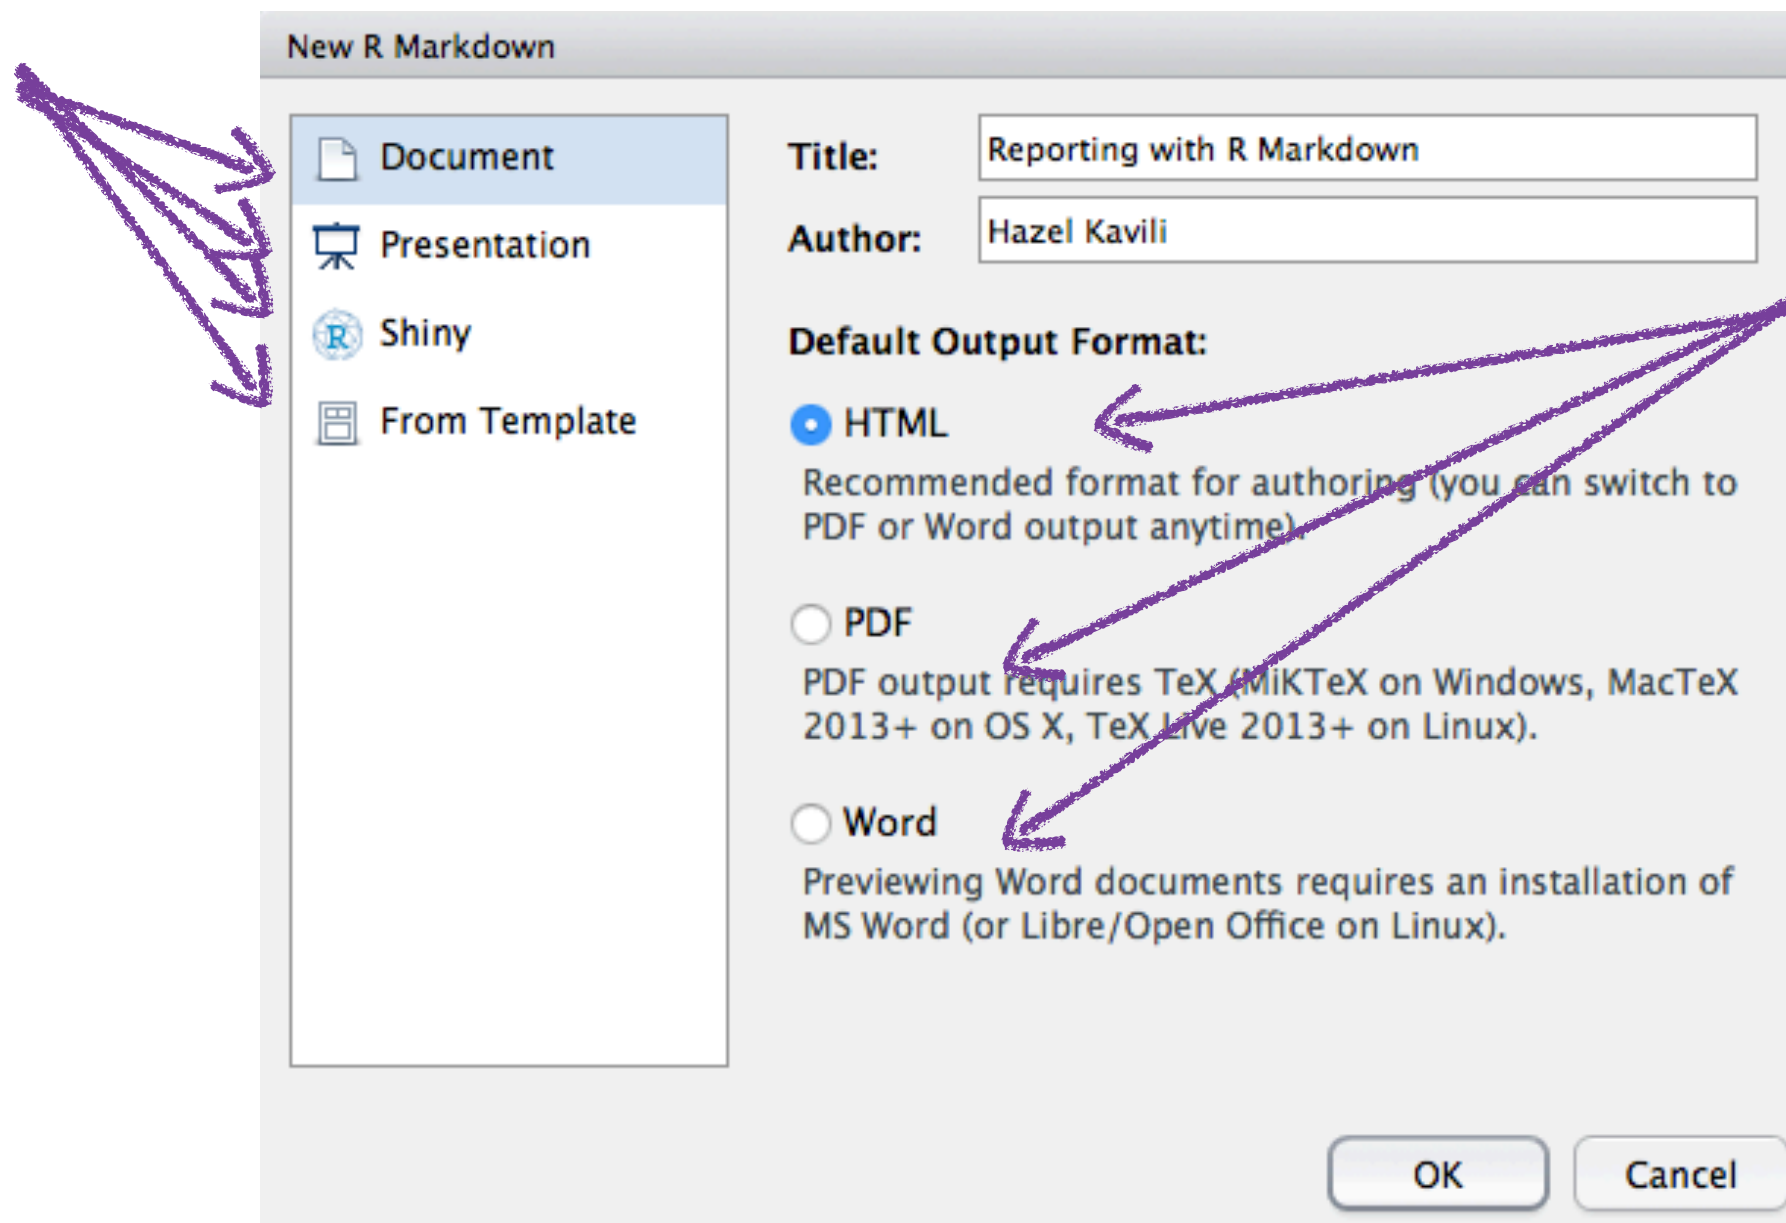 New R Markdown
Document
Presentation
Shiny
From Template
Title: Reporting with R Markdown
Author: Hazel Kavili
Default Output Format:
HTML
Recommended format for authoring (you can switch to
PDF or Word output anytime).
PDF
PDF output requires TeX (MiKTeX on Windows, MacTeX
2013+ on OS X, TeX Live 2013+ on Linux).
Word
Previewing Word documents requires an installation of
MS Word (or Libre/Open Office on Linux).
OK Cancel